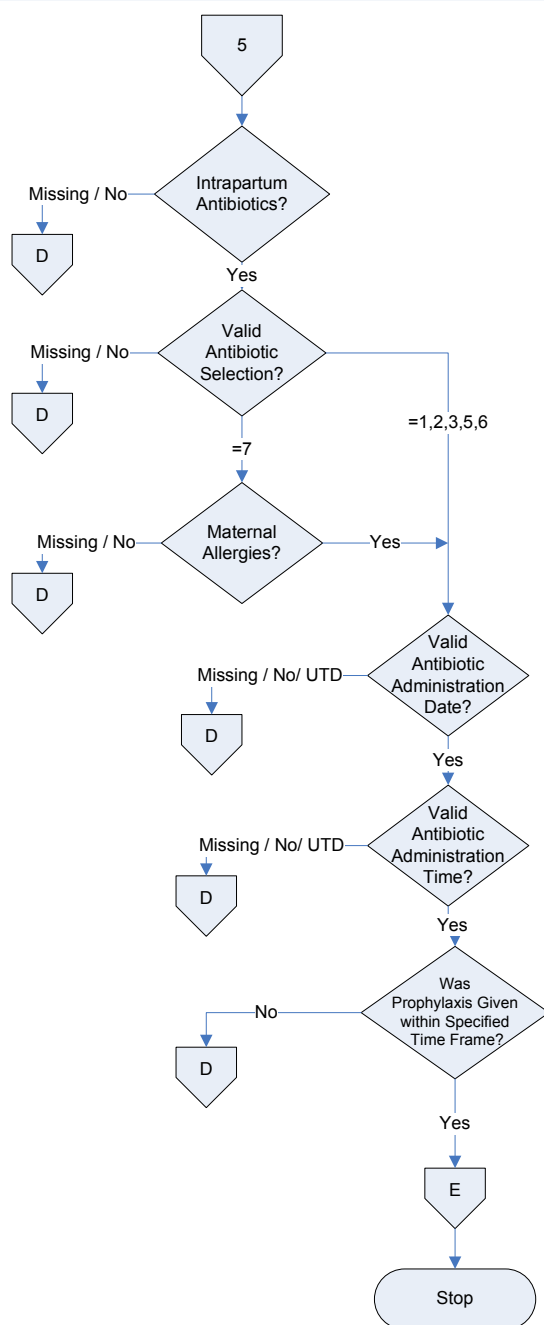 5
Intrapartum
Antibiotics?
Missing / No
D
Yes
Valid
Antibiotic
Selection?
Missing / No
D
=1,2,3,5,6
=7
Maternal
Allergies?
Missing / No
Yes
D
Valid
Antibiotic
Administration
Date?
Missing / No/ UTD
D
Yes
Valid
Antibiotic
Administration
Time?
Missing / No/ UTD
D
Yes
Was
Prophylaxis Given
within Specified
Time Frame?
No
D
Yes
E
Stop